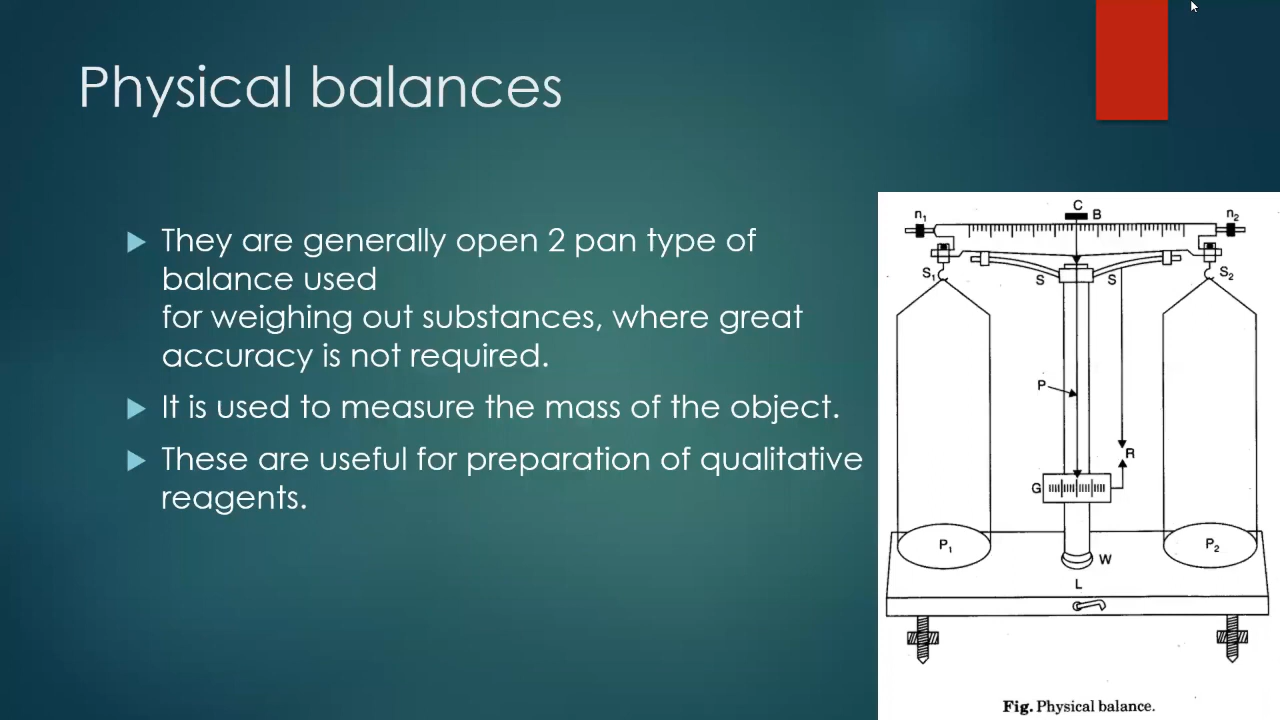 Physical balances
They are generally open 2 pan type of
balance used
for weighing out substances, where great
accuracy is not required.
It is used to measure the mass of the object.
These are useful for preparation of qualitative
reagents.
C
B
n1
n2
S1
S
S
S2
P
R
G
P1
P2
W
L
Fig. Physical balance.